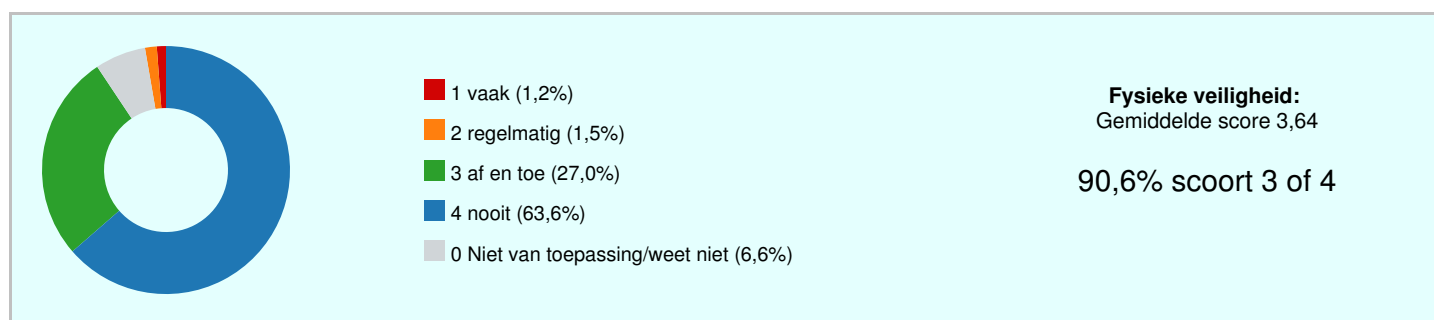 1 vaak (1,2%)
2 regelmatig (1,5%)
3 af en toe (27,0%)
4 nooit (63,6%)
0 Niet van toepassing/weet niet (6,6%)
Fysieke veiligheid:
Gemiddelde score 3,64
90,6% scoort 3 of 4